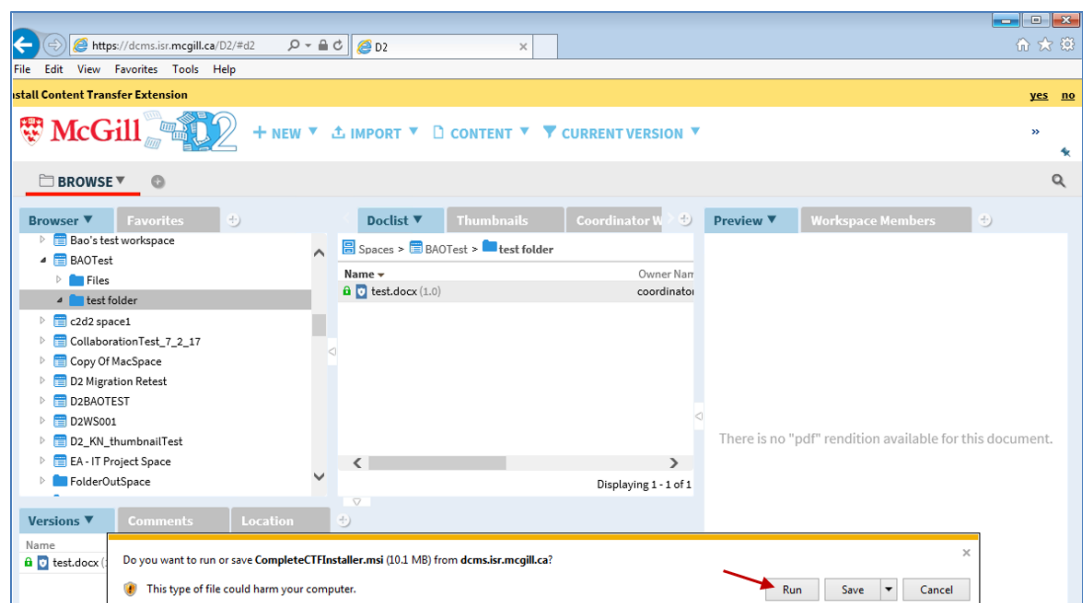 https://dcms.isr.mcgill.ca/D2/#d2
D2
File Edit View Favorites Tools Help
stall Content Transfer Extension yes no
McGill D2 + NEW IMPORT CONTENT CURRENT VERSION »
BROWSE
Browser Favorites
Doclist Thumbnails Coordinator W
Preview Workspace Members
Bao's test workspace
BAOTest
Files
test folder
c2d2 space1
CollaborationTest_7_2_17
Copy Of MacSpace
D2 Migration Retest
D2BAOTEST
D2WS001
D2_KN_thumbnailTest
EA - IT Project Space
FolderOutSpace
Spaces > BAOTest > test folder
Name Owner Nam
test.docx (1.0) coordinator
Displaying 1 - 1 of 1
There is no "pdf" rendition available for this document.
Versions Comments Location
Name
test.docx (
Do you want to run or save CompleteCTFInstaller.msi (10.1 MB) from dcms.isr.mcgill.ca?
This type of file could harm your computer.
Run Save Cancel